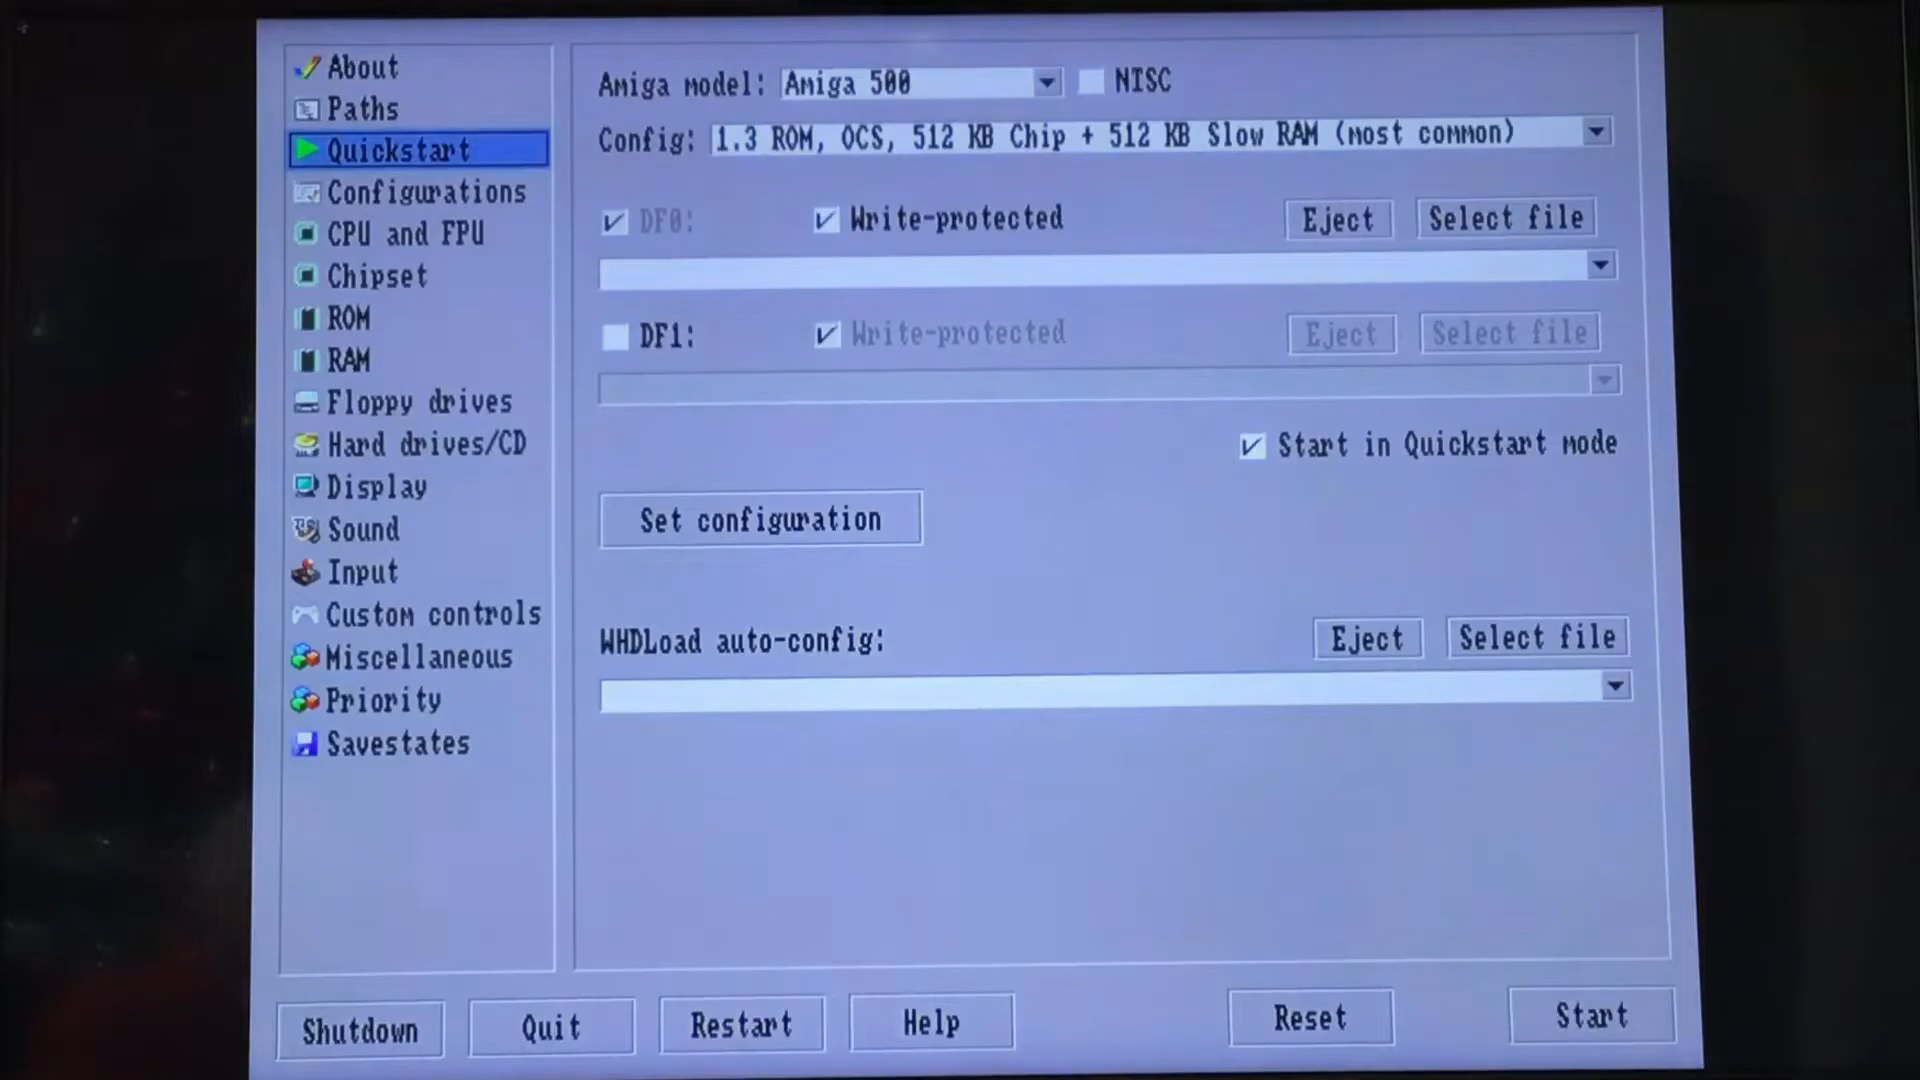 About
Paths
Quickstart
Configurations
CPU and FPU
Chipset
ROM
RAM
Floppy drives
Hard drives/CD
Display
Sound
Input
Custom controls
Miscellaneous
Priority
Savestates
Amiga model: Amiga 500 NTSC
Config: 1.3 ROM, OCS, 512 KB Chip + 512 KB Slow RAM (most common)
DF0: Write-protected Eject Select file
DF1: Write-protected Eject Select file
Start in Quickstart mode
Set configuration
WHDLoad auto-config: Eject Select file
Shutdown Quit Restart Help Reset Start